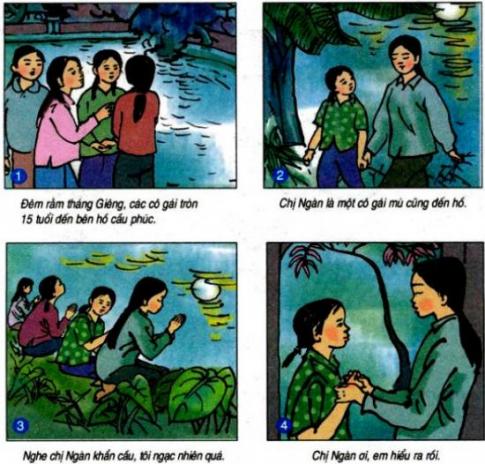 1
Đêm rằm tháng Giêng, các cô gái tròn
15 tuổi đến bên hồ cầu phúc.
2
Chị Ngàn là một cô gái mù cũng đến hồ.
3
Nghe chị Ngàn khẩn cầu, tôi ngạc nhiên quá.
4
Chị Ngàn ơi, em hiểu ra rồi.